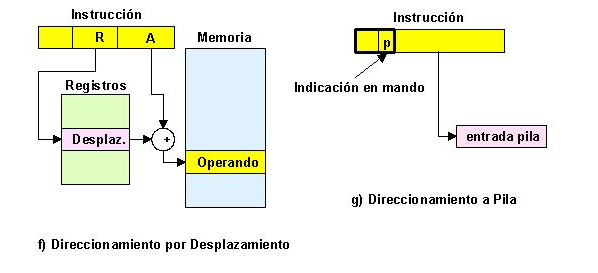 Instrucción
R A
Memoria
Registros
Desplaz.
+
Operando
f) Direccionamiento por Desplazamiento
Instrucción
p
Indicación en mando
entrada pila
g) Direccionamiento a Pila